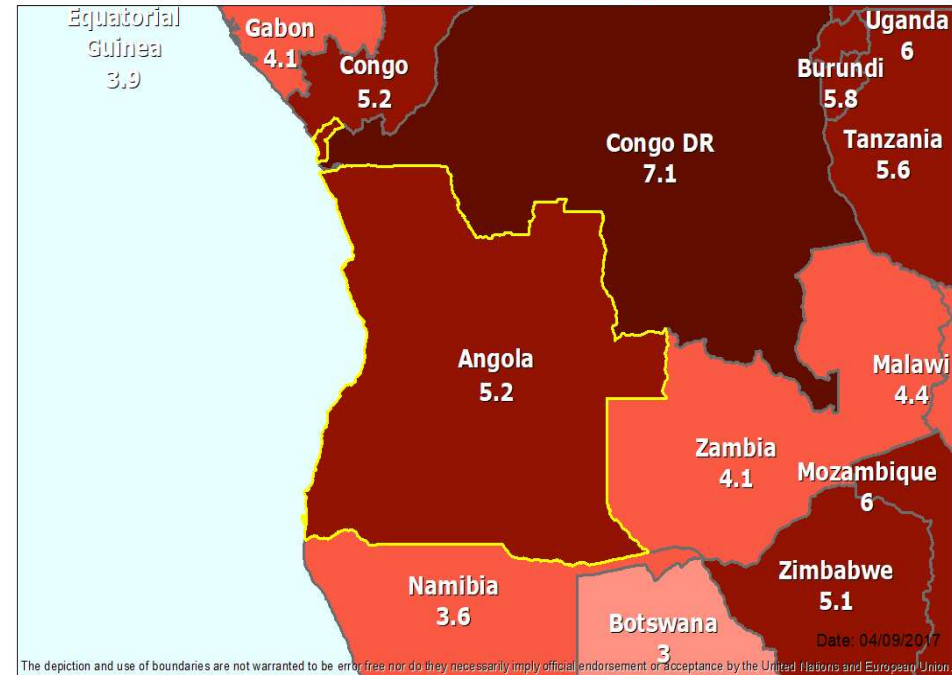 Equatorial
Guinea
3.9
Gabon
4.1
Congo
5.2
Uganda
6
Burundi
5.8
Tanzania
5.6
Congo DR
7.1
Angola
5.2
Malawi
4.4
Zambia
4.1
Mozambique
6
Zimbabwe
5.1
Namibia
3.6
Botswana
3
Date: 04/09/2017
The depiction and use of boundaries are not warranted to be error free nor do they necessarily imply official endorsement or acceptance by the United Nations and European Union.